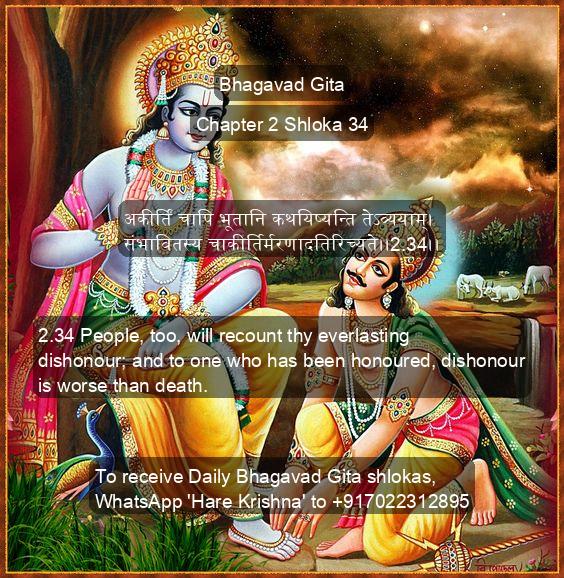 Bhagavad Gita
Chapter 2 Shloka 34
अकीर्तिं चापि भूतानि कथयिष्यन्ति तेऽव्ययाम्।
संभावितस्य चाकीर्तिर्मरणादतिरिच्यते।।2.34।।
2.34 People, too, will recount thy everlasting
dishonour; and to one who has been honoured, dishonour
is worse than death.
To receive Daily Bhagavad Gita shlokas,
WhatsApp 'Hare Krishna' to +917022312895